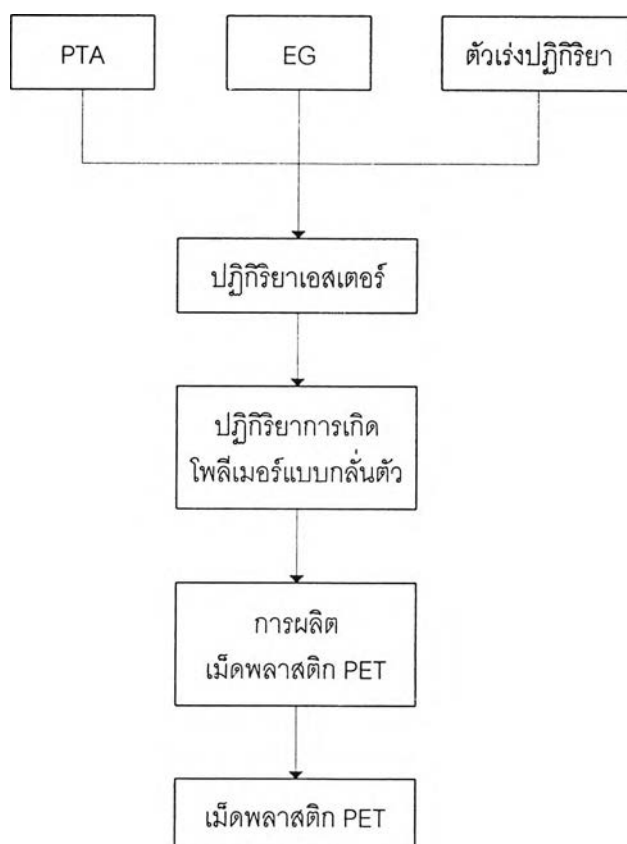 PTA
EG
ตัวเร่งปฏิกิริยา
ปฏิกิริยาเอสเตอร์
ปฏิกิริยาการเกิด
โพลีเมอร์แบบกลั่นตัว
การผลิต
เม็ดพลาสติก PET
เม็ดพลาสติก PET